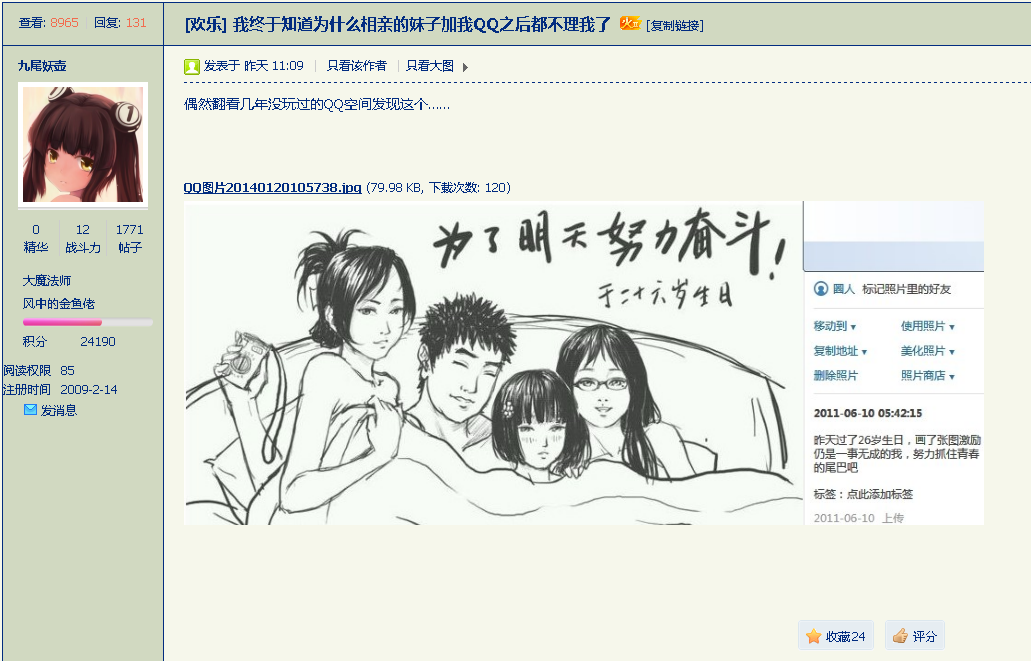 查看: 8965 回复: 131
[欢乐] 我终于知道为什么相亲的妹子加我QQ之后都不理我了 [复制链接]
九尾妖壶
发表于 昨天 11:09 只看该作者 只看大图
偶然翻看几年没玩过的QQ空间发现这个......
QQ图片20140120105738.jpg (79.98 KB, 下载次数: 120)
0 12 1771
精华 战斗力 帖子
大魔法师
风中的金鱼佬
积分 24190
阅读权限 85
注册时间 2009-2-14
发消息
为了明天努力奋斗!
于二十六岁生日
圈人 标记照片里的好友
移动到 使用照片
复制地址 美化照片
删除照片 照片商店
2011-06-10 05:42:15
昨天过了26岁生日，画了张图激励
仍是一事无成的我，努力抓住青春
的尾巴吧
标签：点此添加标签
2011-06-10 上传
收藏24 评分